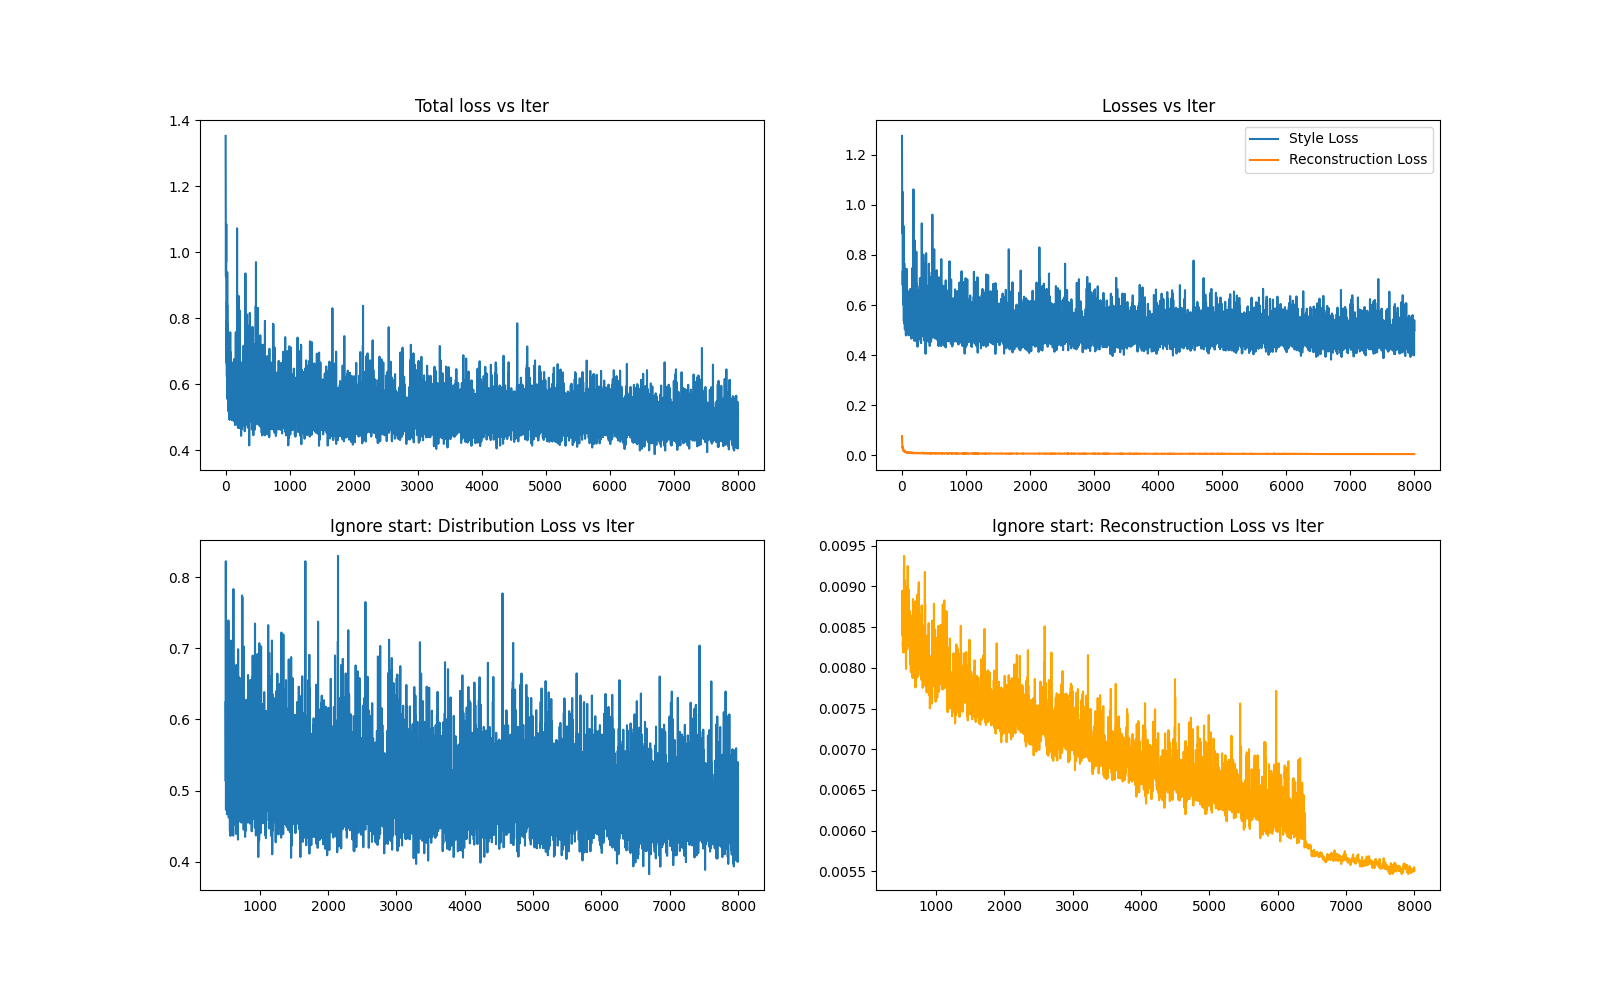 Total loss vs Iter
1.4
1.2
1.0
0.8
0.6
0.4
0 1000 2000 3000 4000 5000 6000 7000 8000
Losses vs Iter
Style Loss
Reconstruction Loss
1.2
1.0
0.8
0.6
0.4
0.2
0.0
0 1000 2000 3000 4000 5000 6000 7000 8000
Ignore start: Distribution Loss vs Iter
0.8
0.7
0.6
0.5
0.4
1000 2000 3000 4000 5000 6000 7000 8000
Ignore start: Reconstruction Loss vs Iter
0.0095
0.0090
0.0085
0.0080
0.0075
0.0070
0.0065
0.0060
0.0055
1000 2000 3000 4000 5000 6000 7000 8000